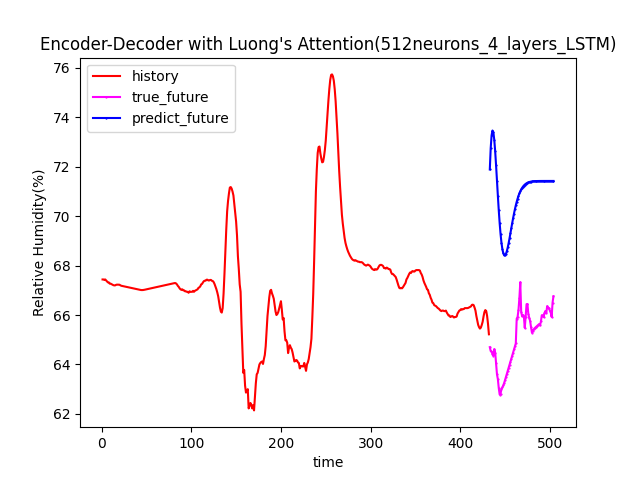 Encoder-Decoder with Luong's Attention(512neurons_4_layers_LSTM)
history
true_future
predict_future
Relative Humidity(%)
76
74
72
70
68
66
64
62
0 100 200 300 400 500
time